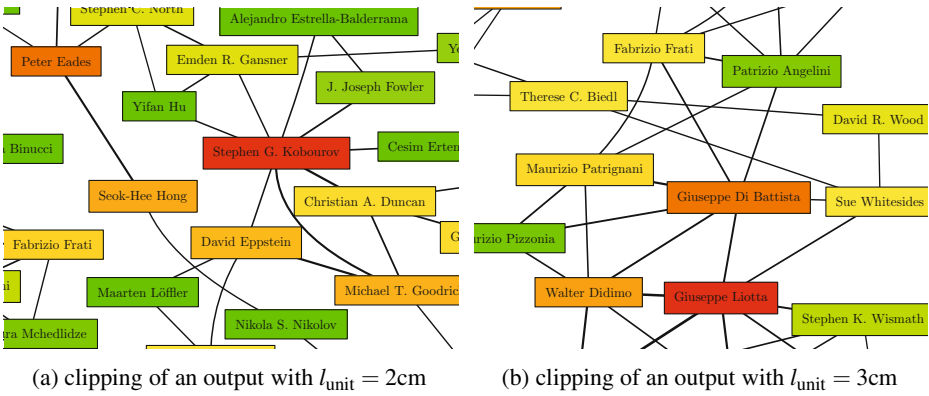 Stephen C. North
Alejandro Estrella-Balderrama
Peter Eades
Emden R. Gansner
J. Joseph Fowler
Yifan Hu
Binucci
Stephen G. Kobourov
Cesim Erten
Seok-Hee Hong
Christian A. Duncan
Fabrizio Frati
David Eppstein
Maarten Löffler
Michael T. Goodric
Nikola S. Nikolov
ra Mchedlidze
(a) clipping of an output with l_unit = 2cm
Fabrizio Frati
Patrizio Angelini
Therese C. Biedl
David R. Wood
Maurizio Patrignani
Giuseppe Di Battista
Sue Whitesides
rizio Pizzonia
Walter Didimo
Giuseppe Liotta
Stephen K. Wismath
(b) clipping of an output with l_unit = 3cm